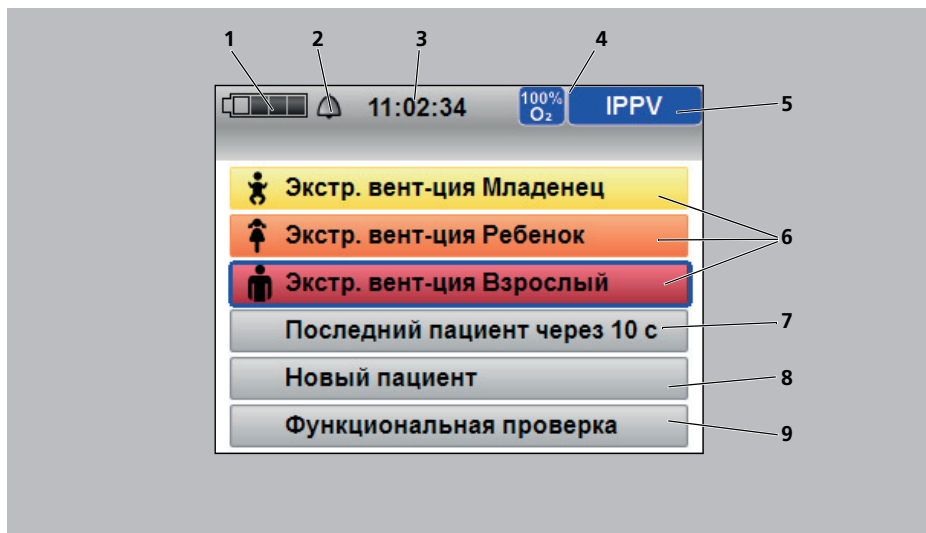 1 2 3 4
11:02:34 100% O₂ IPPV 5
Экстр. вент-ция Младенец
Экстр. вент-ция Ребенок 6
Экстр. вент-ция Взрослый
Последний пациент через 10 с 7
Новый пациент 8
Функциональная проверка 9